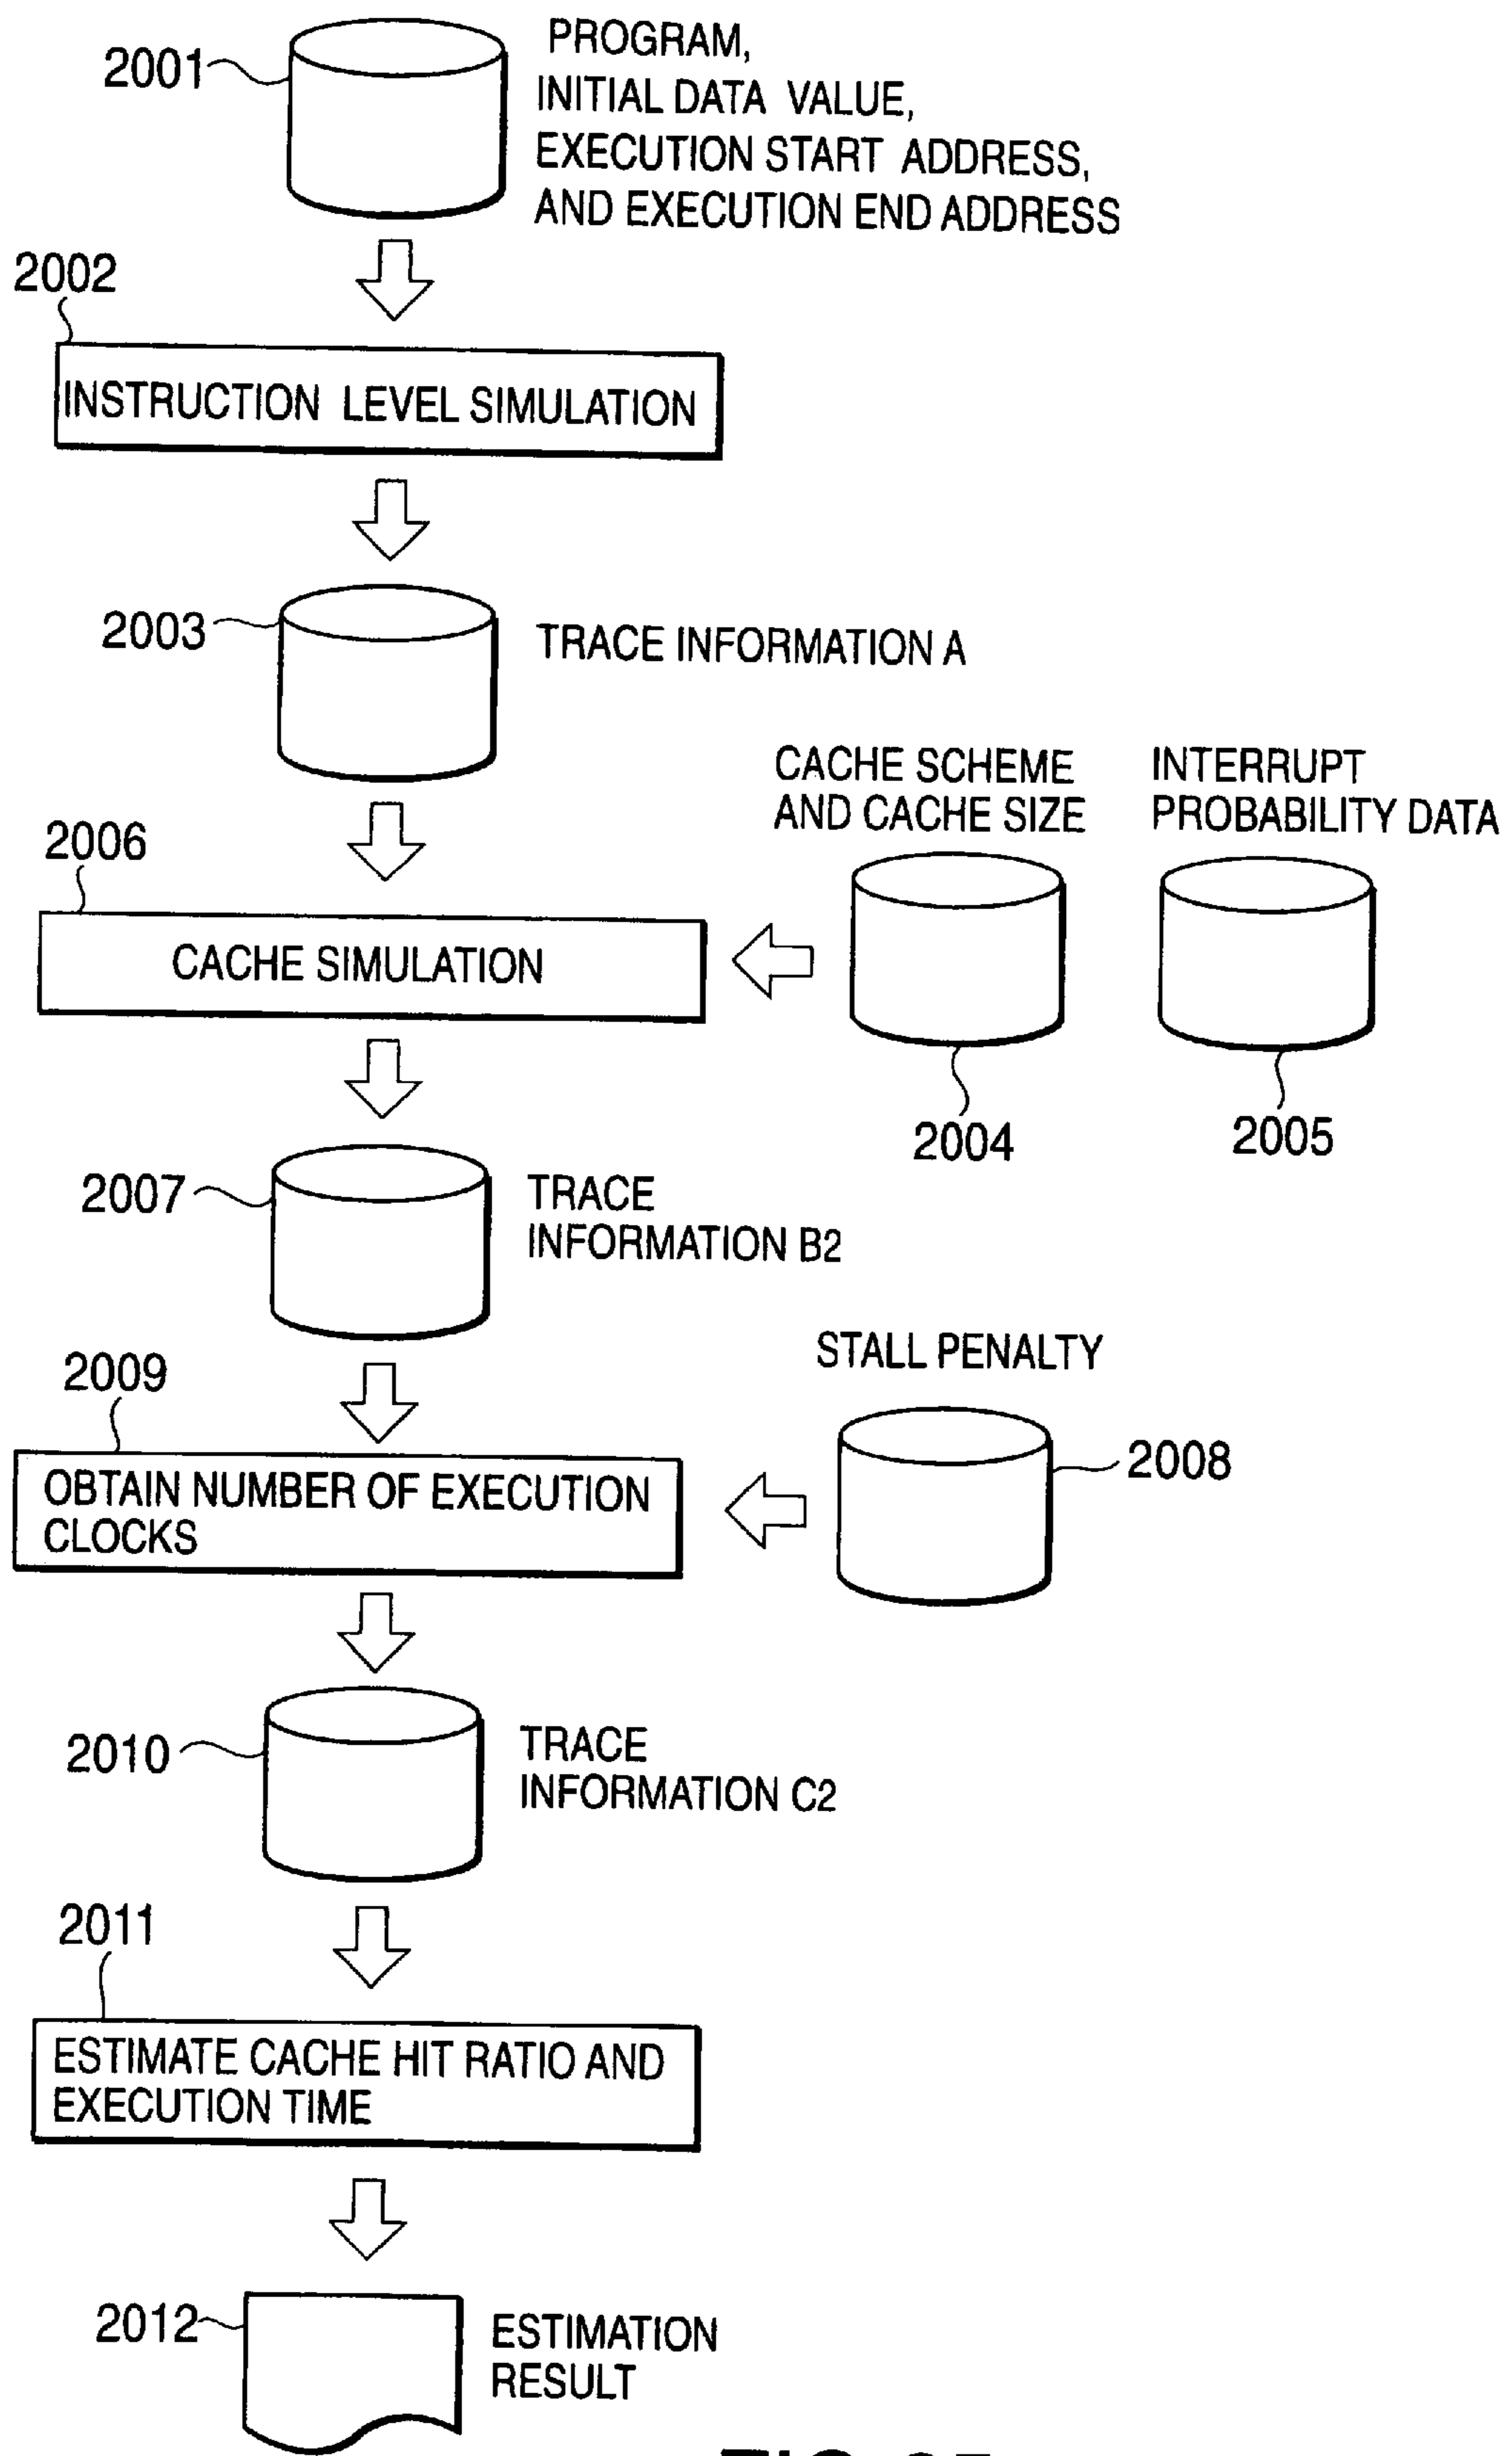 2001
PROGRAM,
INITIAL DATA VALUE,
EXECUTION START ADDRESS,
AND EXECUTION END ADDRESS
2002
INSTRUCTION LEVEL SIMULATION
2003
TRACE INFORMATION A
CACHE SCHEME
AND CACHE SIZE
INTERRUPT
PROBABILITY DATA
2006
CACHE SIMULATION
2004
2005
2007
TRACE
INFORMATION B2
STALL PENALTY
2009
OBTAIN NUMBER OF EXECUTION
CLOCKS
2008
2010
TRACE
INFORMATION C2
2011
ESTIMATE CACHE HIT RATIO AND
EXECUTION TIME
2012
ESTIMATION
RESULT